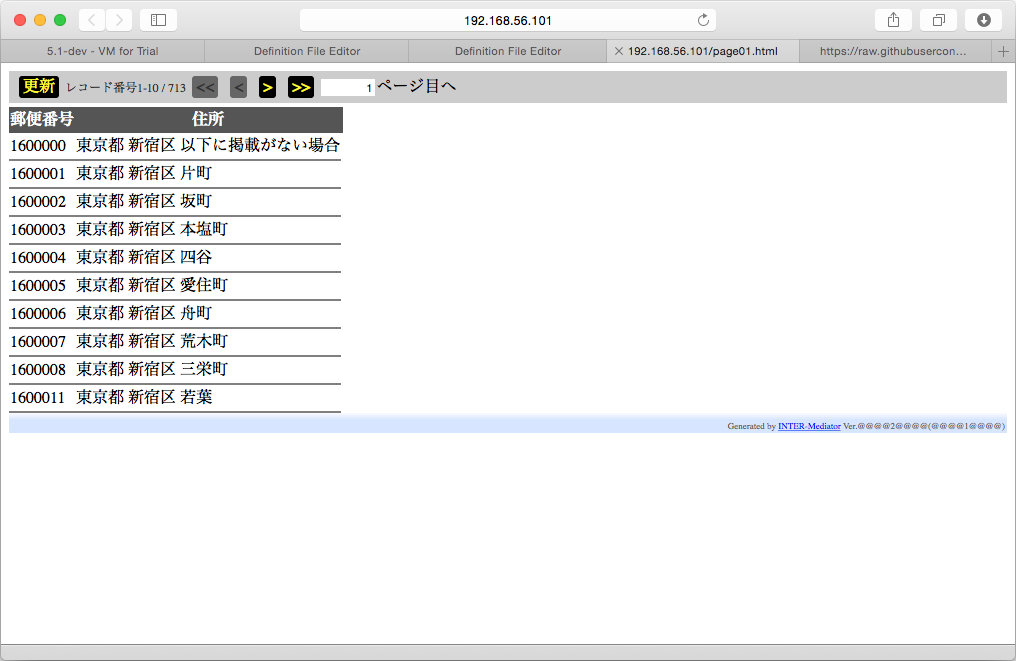 192.168.56.101
5.1-dev - VM for Trial Definition File Editor Definition File Editor 192.168.56.101/page01.html https://raw.githubusercon...
更新 レコード番号1-10 / 713 << < > >> 1 ページ目へ
郵便番号 住所
1600000 東京都 新宿区 以下に掲載がない場合
1600001 東京都 新宿区 片町
1600002 東京都 新宿区 坂町
1600003 東京都 新宿区 本塩町
1600004 東京都 新宿区 四谷
1600005 東京都 新宿区 愛住町
1600006 東京都 新宿区 舟町
1600007 東京都 新宿区 荒木町
1600008 東京都 新宿区 三栄町
1600011 東京都 新宿区 若葉
Generated by INTER-Mediator Ver.@@@@2@@@@(@@@@1@@@@)